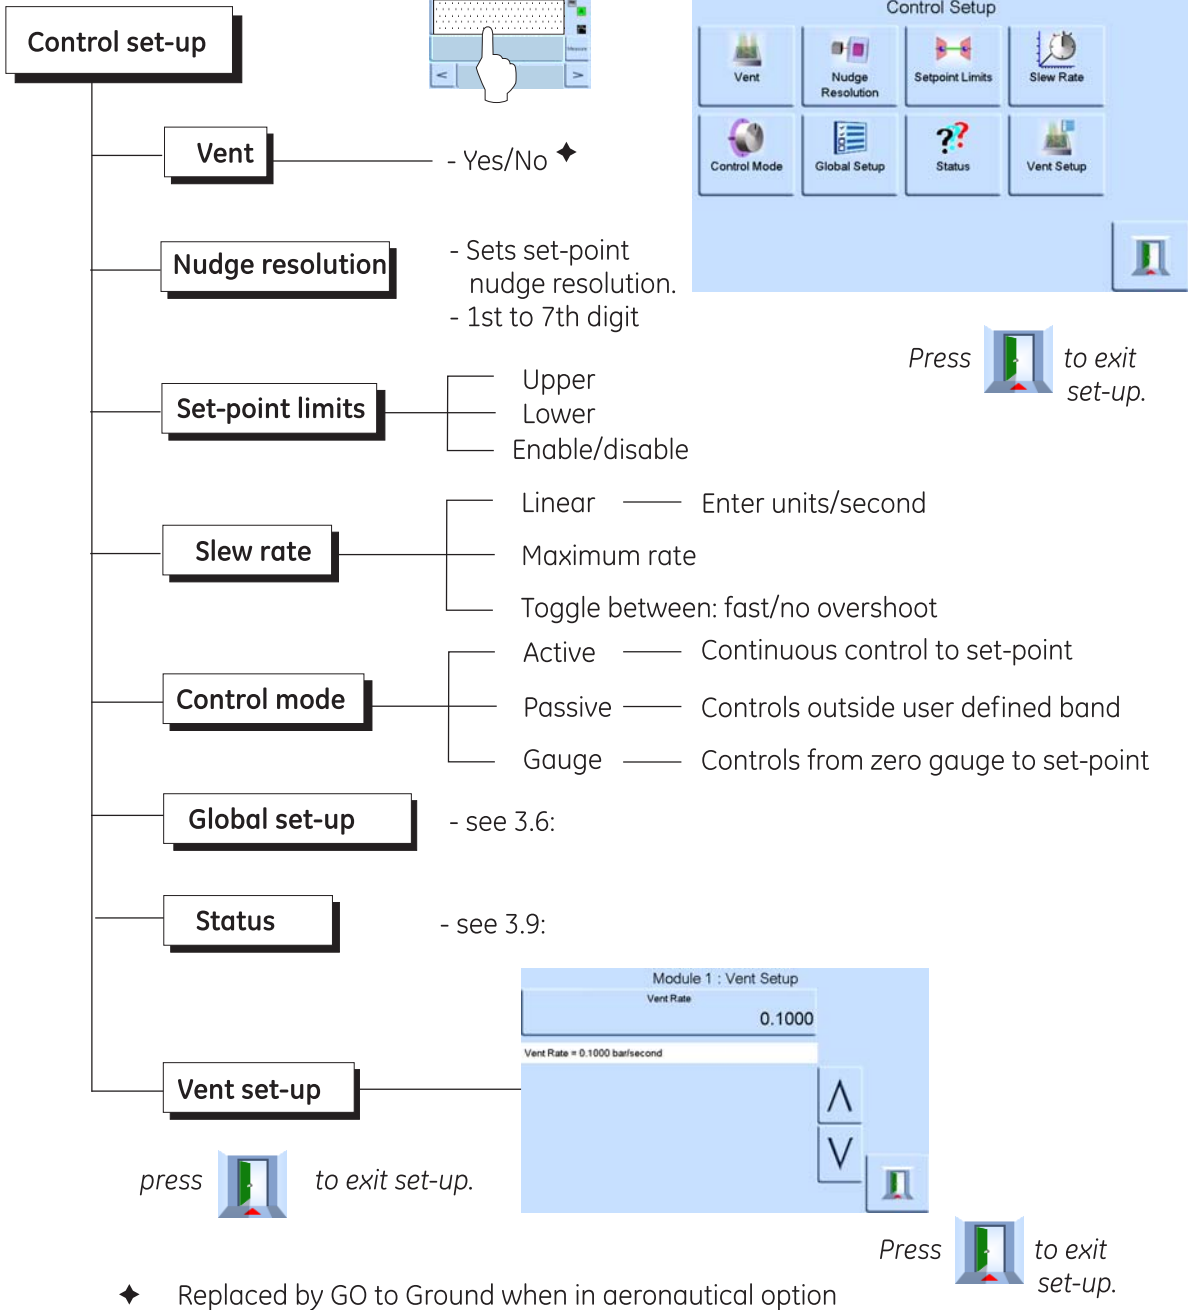 Control set-up
Measure
<
>
Control Setup
Vent
Nudge
Resolution
Setpoint Limits
Slew Rate
Control Mode
Global Setup
Status
Vent Setup
Vent
- Yes/No ✦
Nudge resolution
- Sets set-point
nudge resolution.
- 1st to 7th digit
Press to exit
set-up.
Set-point limits
Upper
Lower
Enable/disable
Slew rate
Linear
Enter units/second
Maximum rate
Toggle between: fast/no overshoot
Control mode
Active
Continuous control to set-point
Passive
Controls outside user defined band
Gauge
Controls from zero gauge to set-point
Global set-up
- see 3.6:
Status
- see 3.9:
Vent set-up
Module 1 : Vent Setup
Vent Rate
0.1000
Vent Rate = 0.1000 bar/second
press to exit set-up.
Press to exit
set-up.
✦ Replaced by GO to Ground when in aeronautical option